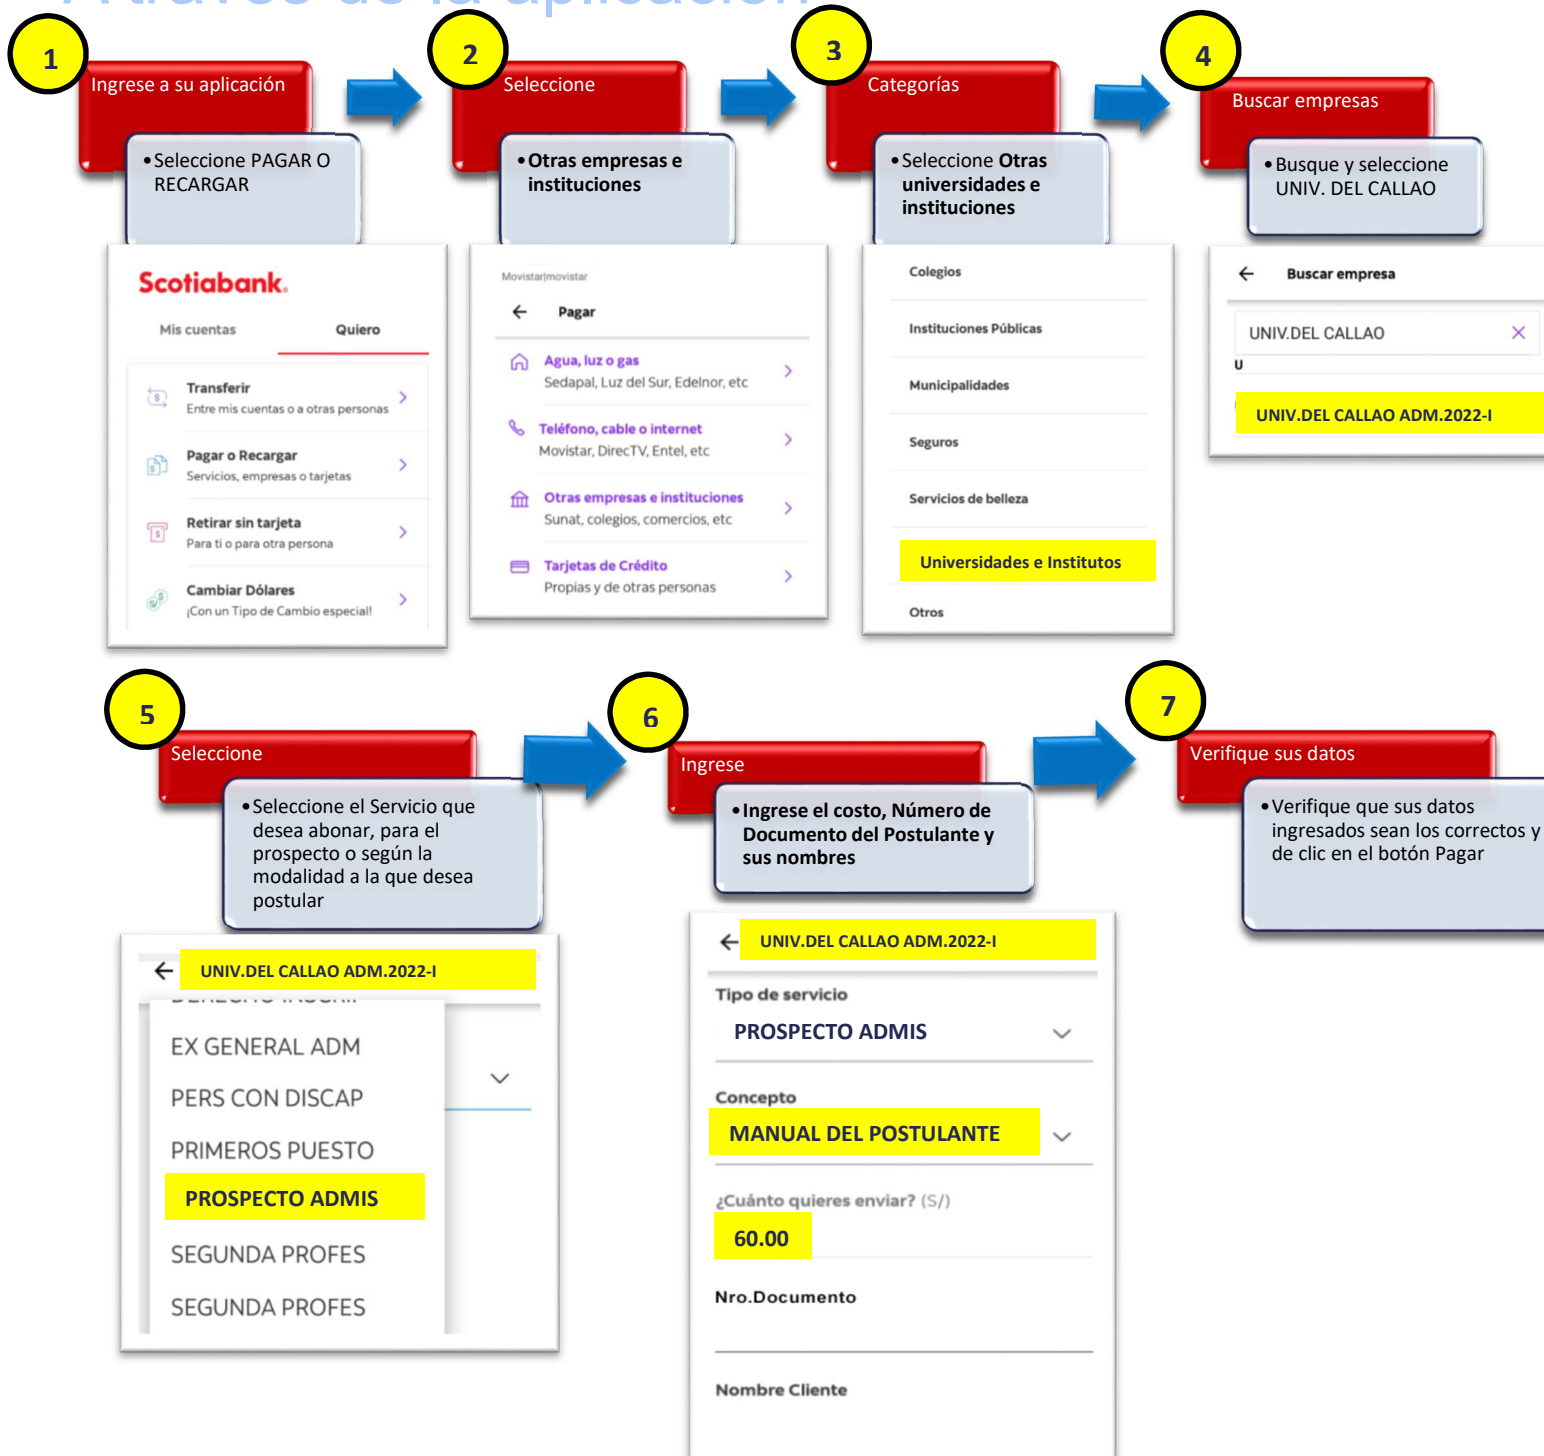 A través de la aplicación
1
Ingrese a su aplicación
•Seleccione PAGAR O
RECARGAR
Scotiabank.
Mis cuentas Quiero
Transferir
Entre mis cuentas o a otras personas
Pagar o Recargar
Servicios, empresas o tarjetas
Retirar sin tarjeta
Para ti o para otra persona
Cambiar Dólares
¡Con un Tipo de Cambio especial!
2
Seleccione
•Otras empresas e
instituciones
Movistar|movistar
Pagar
Agua, luz o gas
Sedapal, Luz del Sur, Edelnor, etc
Teléfono, cable o internet
Movistar, DirecTV, Entel, etc
Otras empresas e instituciones
Sunat, colegios, comercios, etc
Tarjetas de Crédito
Propias y de otras personas
3
Categorías
•Seleccione Otras
universidades e
instituciones
Colegios
Instituciones Públicas
Municipalidades
Seguros
Servicios de belleza
Universidades e Institutos
Otros
4
Buscar empresas
•Busque y seleccione
UNIV. DEL CALLAO
Buscar empresa
UNIV.DEL CALLAO
U
UNIV.DEL CALLAO ADM.2022-I
5
Seleccione
•Seleccione el Servicio que
desea abonar, para el
prospecto o según la
modalidad a la que desea
postular
UNIV.DEL CALLAO ADM.2022-I
EX GENERAL ADM
PERS CON DISCAP
PRIMEROS PUESTO
PROSPECTO ADMIS
SEGUNDA PROFES
SEGUNDA PROFES
6
Ingrese
•Ingrese el costo, Número de
Documento del Postulante y
sus nombres
UNIV.DEL CALLAO ADM.2022-I
Tipo de servicio
PROSPECTO ADMIS
Concepto
MANUAL DEL POSTULANTE
¿Cuánto quieres enviar? (S/)
60.00
Nro.Documento
Nombre Cliente
7
Verifique sus datos
•Verifique que sus datos
ingresados sean los correctos y
de clic en el botón Pagar